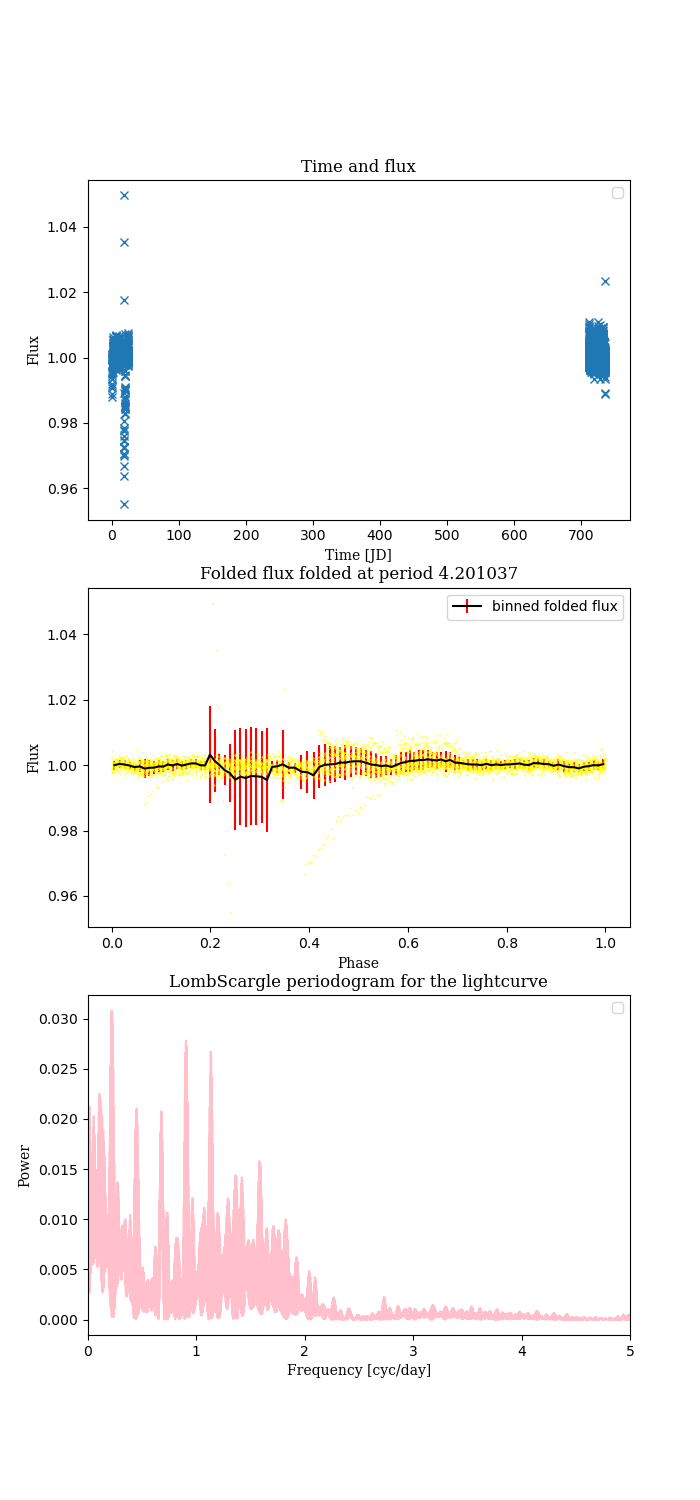 Time and flux
1.04
1.02
1.00
0.98
0.96
Flux
0 100 200 300 400 500 600 700
Time [JD]
Folded flux folded at period 4.201037
binned folded flux
1.04
1.02
1.00
0.98
0.96
Flux
0.0 0.2 0.4 0.6 0.8 1.0
Phase
LombScargle periodogram for the lightcurve
0.030
0.025
0.020
0.015
0.010
0.005
0.000
Power
0 1 2 3 4 5
Frequency [cyc/day]